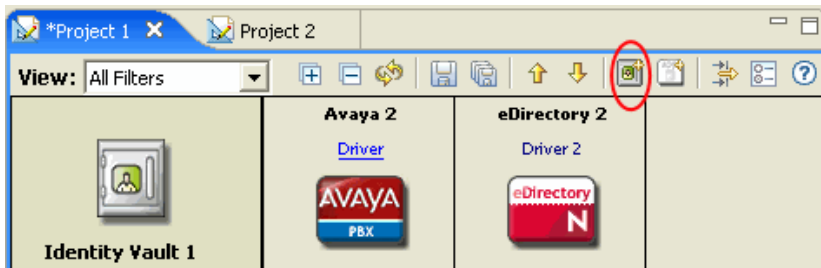 *Project 1
Project 2
View: All Filters
?
Avaya 2
eDirectory 2
Driver
Driver 2
AVAYA
PBX
eDirectory
N
Identity Vault 1